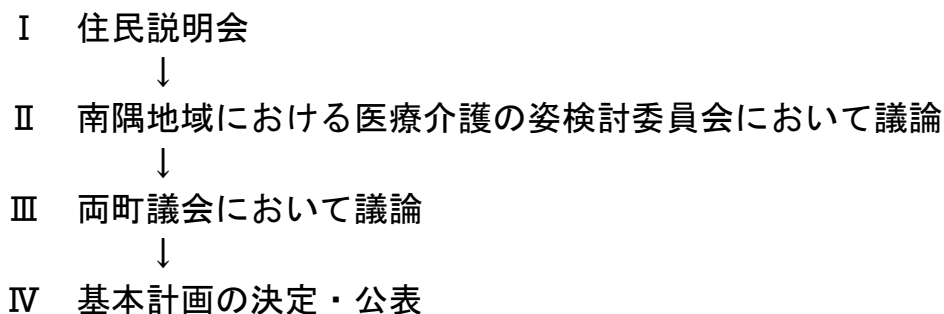 Ⅰ 住民説明会
↓
Ⅱ 南隅地域における医療介護の姿検討委員会において議論
↓
Ⅲ 両町議会において議論
↓
Ⅳ 基本計画の決定・公表